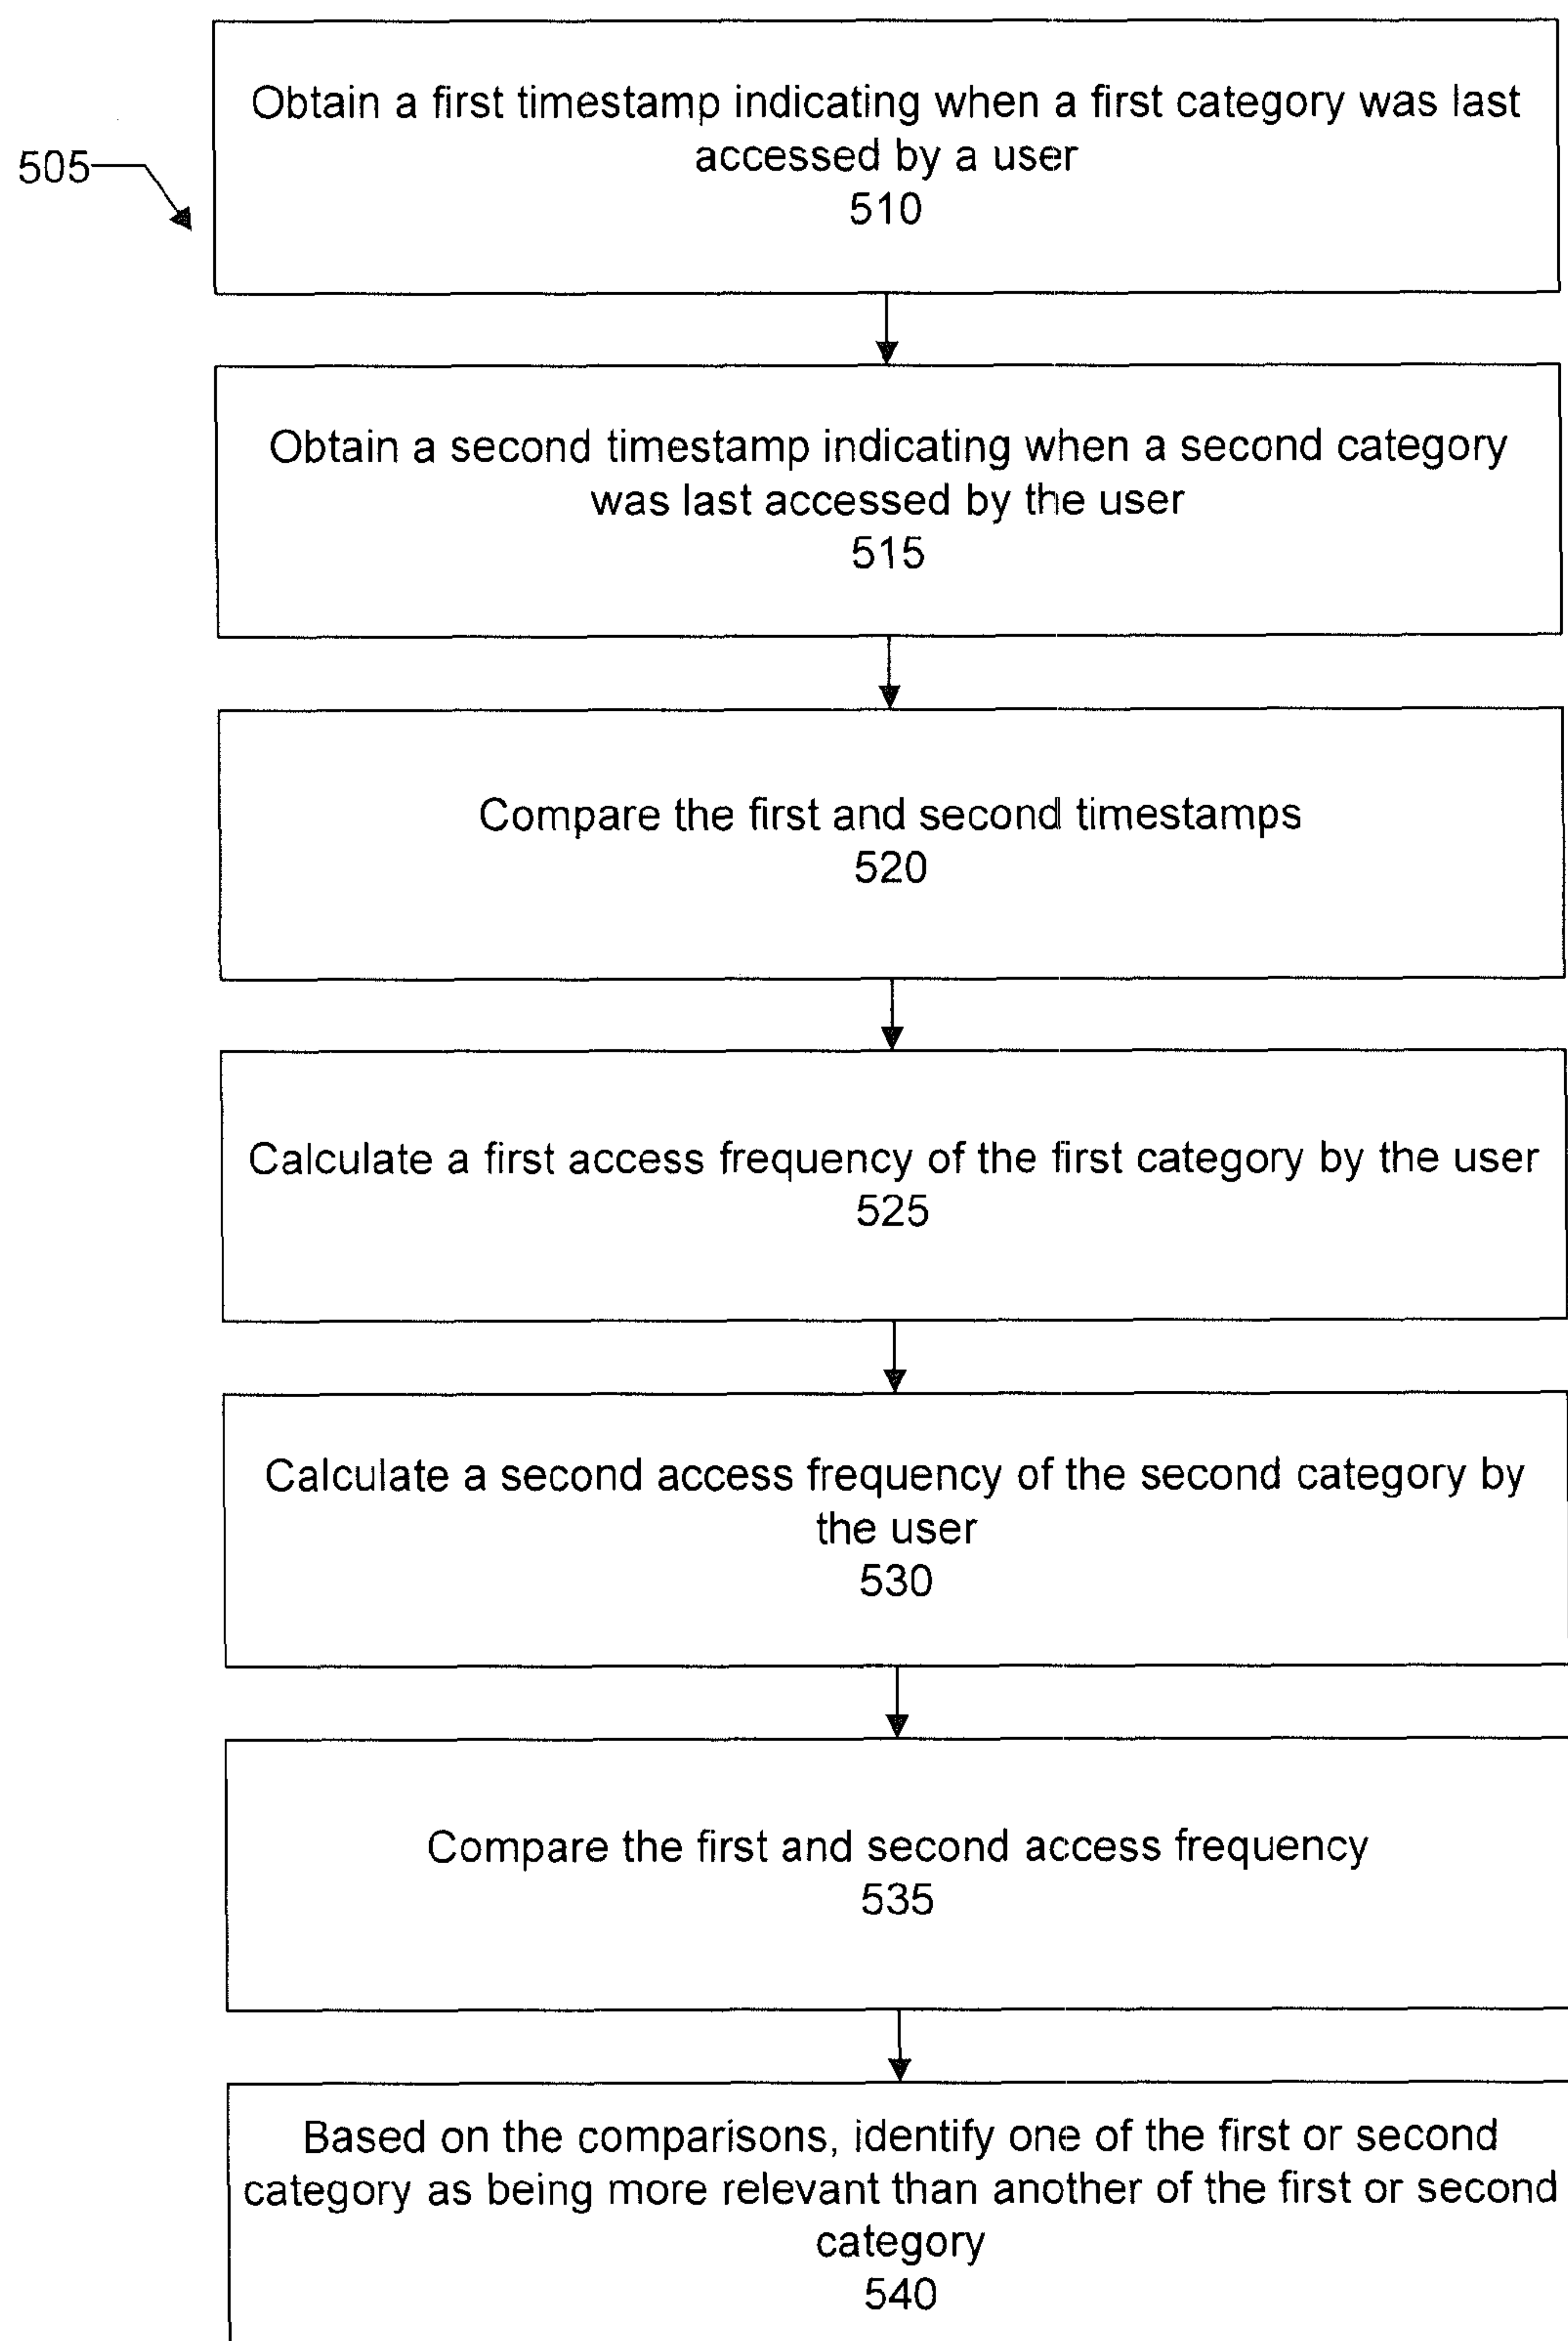 505
Obtain a first timestamp indicating when a first category was last
accessed by a user
510
Obtain a second timestamp indicating when a second category
was last accessed by the user
515
Compare the first and second timestamps
520
Calculate a first access frequency of the first category by the user
525
Calculate a second access frequency of the second category by
the user
530
Compare the first and second access frequency
535
Based on the comparisons, identify one of the first or second
category as being more relevant than another of the first or second
category
540